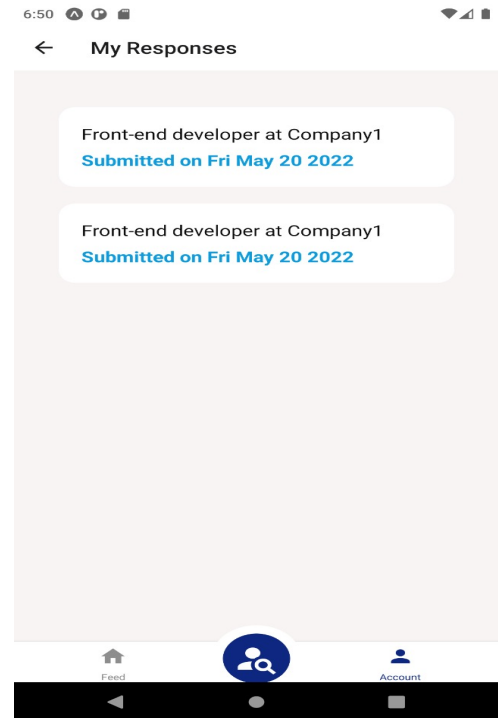 6:50
My Responses
Front-end developer at Company1
Submitted on Fri May 20 2022
Front-end developer at Company1
Submitted on Fri May 20 2022
Feed
Account